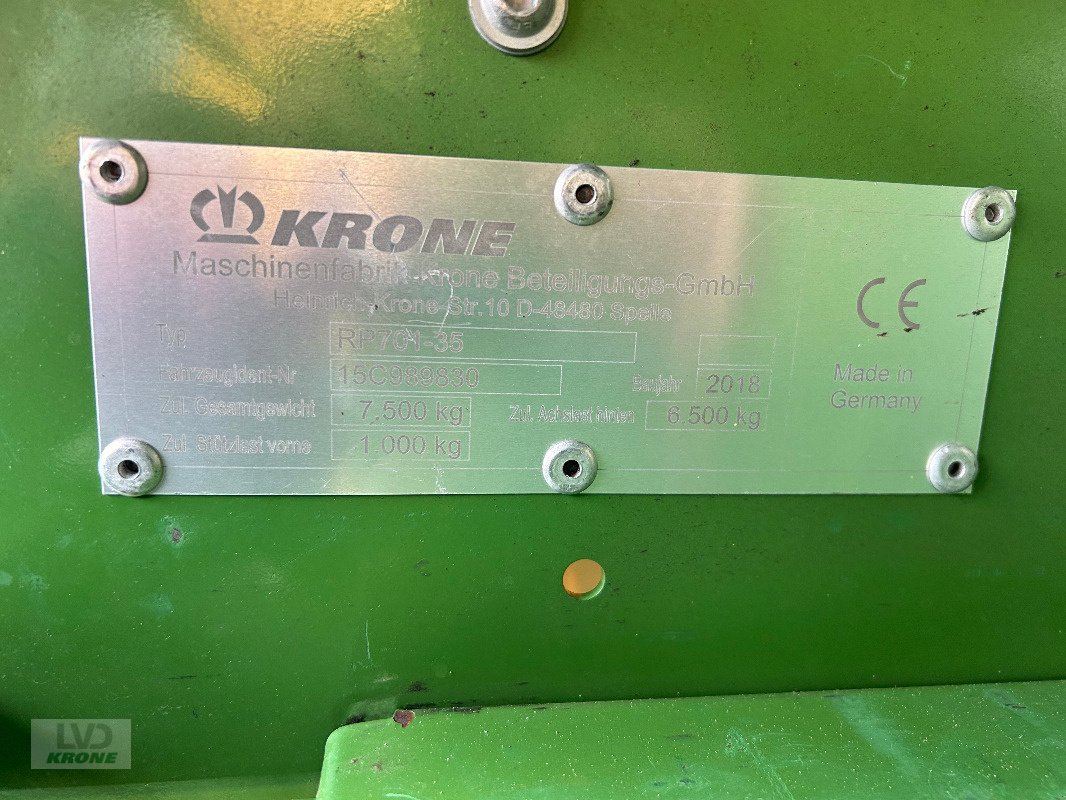 KRONE
Maschinenfabrik Krone Beteiligungs-GmbH
Heinrich-Krone-Str.10 D-48480 Spelle
Typ RP701-35
Fahrzeugident-Nr 15C989830 Baujahr 2018
Zul. Gesamtgewicht 7.500 kg Zul. Achslast hinten 6.500 kg
Zul. Stützlast vorne 1.000 kg
CE
Made in
Germany
LVD
KRONE